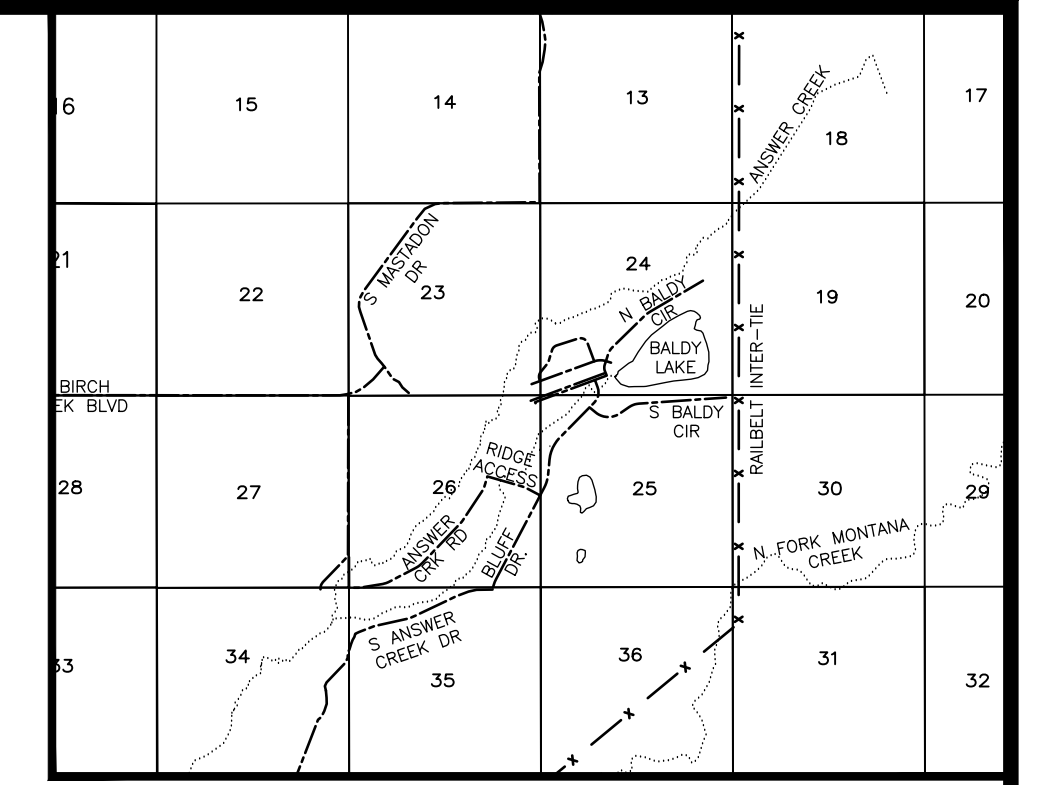 16
15
14
13
17
18
ANSWER CREEK
21
22
S MASTADON
DR
23
24
19
20
N BALDY
CIR
BALDY
LAKE
RAILBELT INTER-TIE
BIRCH
EK BLVD
S BALDY
CIR
28
27
RIDGE
ACCESS
26
25
30
29
ANSWER
CRK RD
BLUFF
DR.
N FORK MONTANA
CREEK
33
34
S ANSWER
CREEK DR
35
36
31
32